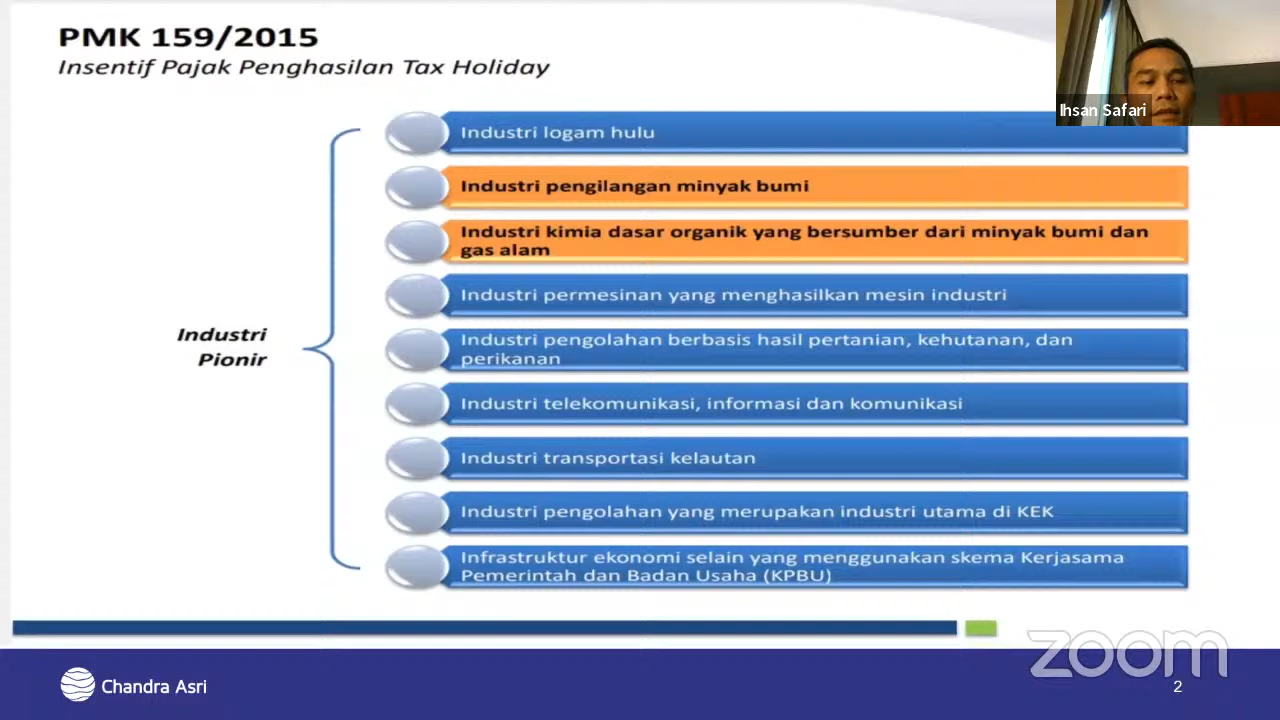 PMK 159/2015
Insentif Pajak Penghasilan Tax Holiday
Ihsan Safari
Industri logam hulu
Industri pengilangan minyak bumi
Industri kimia dasar organik yang bersumber dari minyak bumi dan
gas alam
Industri permesinan yang menghasilkan mesin industri
Industri
Pionir
Industri pengolahan berbasis hasil pertanian, kehutanan, dan
perikanan
Industri telekomunikasi, informasi dan komunikasi
Industri transportasi kelautan
Industri pengolahan yang merupakan industri utama di KEK
Infrastruktur ekonomi selain yang menggunakan skema Kerjasama
Pemerintah dan Badan Usaha (KPBU)
zoom
Chandra Asri
2